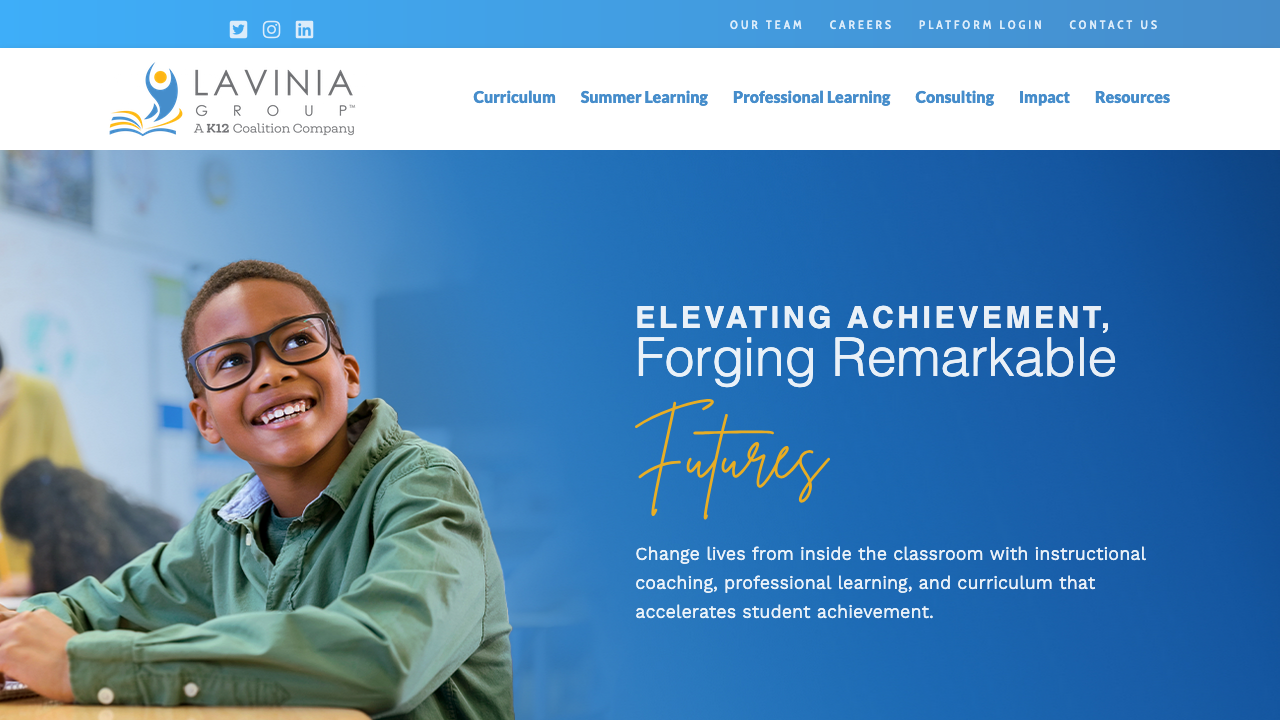 OUR TEAM CAREERS PLATFORM LOGIN CONTACT US
LAVINIA
GROUP™
A K12 Coalition Company
Curriculum Summer Learning Professional Learning Consulting Impact Resources
ELEVATING ACHIEVEMENT,
Forging Remarkable
Futures
Change lives from inside the classroom with instructional
coaching, professional learning, and curriculum that
accelerates student achievement.